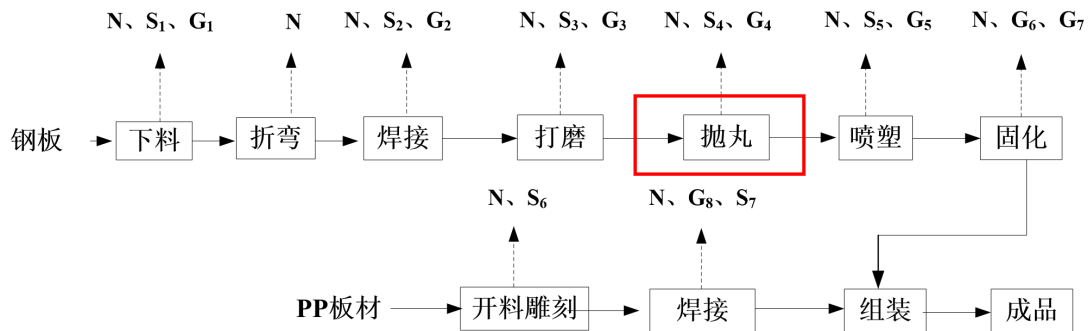 N、S₁、G₁ N N、S₂、G₂ N、S₃、G₃ N、S₄、G₄ N、S₅、G₅ N、G₆、G₇
钢板 下料 折弯 焊接 打磨 抛丸 喷塑 固化
N、S₆ N、G₈、S₇
PP板材 开料雕刻 焊接 组装 成品